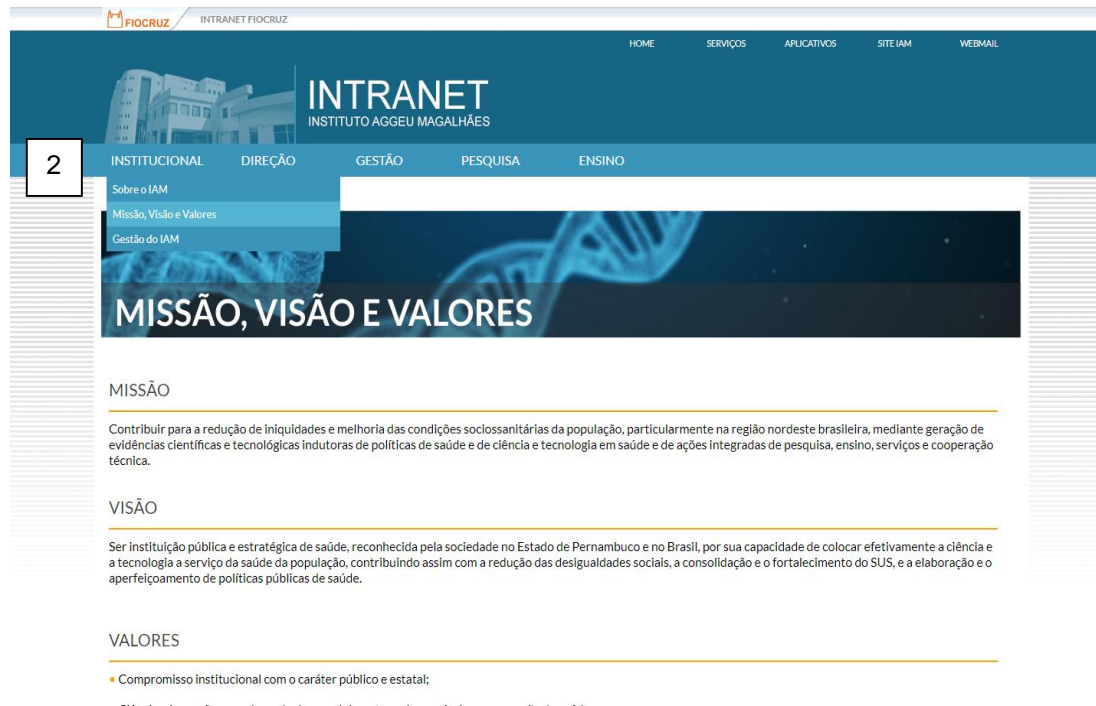 FIOCRUZ INTRANET FIOCRUZ
HOME SERVIÇOS APLICATIVOS SITE IAM WEBMAIL
INTRANET
INSTITUTO AGGEU MAGALHÃES
2
INSTITUCIONAL DIREÇÃO GESTÃO PESQUISA ENSINO
Sobre o IAM
Missão, Visão e Valores
Gestão do IAM
MISSÃO, VISÃO E VALORES
MISSÃO
Contribuir para a redução de iniquidades e melhoria das condições sociossanitárias da população, particularmente na região nordeste brasileira, mediante geração de
evidências científicas e tecnológicas indutoras de políticas de saúde e de ciência e tecnologia em saúde e de ações integradas de pesquisa, ensino, serviços e cooperação
técnica.
VISÃO
Ser instituição pública e estratégica de saúde, reconhecida pela sociedade no Estado de Pernambuco e no Brasil, por sua capacidade de colocar efetivamente a ciência e
a tecnologia a serviço da saúde da população, contribuindo assim com a redução das desigualdades sociais, a consolidação e o fortalecimento do SUS, e a elaboração e o
aperfeiçoamento de políticas públicas de saúde.
VALORES
• Compromisso institucional com o caráter público e estatal;